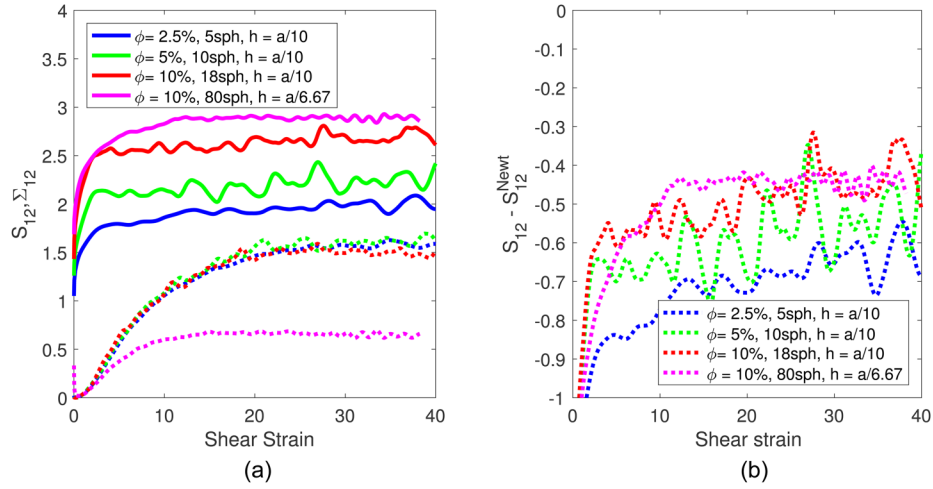 4
3.5
3
2.5
2
1.5
1
0.5
0
S12, Σ12
ϕ= 2.5%, 5sph, h = a/10
ϕ= 5%, 10sph, h = a/10
ϕ= 10%, 18sph, h = a/10
ϕ = 10%, 80sph, h = a/6.67
0 10 20 30 40
Shear Strain
(a)
0
-0.1
-0.2
-0.3
-0.4
-0.5
-0.6
-0.7
-0.8
-0.9
-1
S12 - S12^Newt
ϕ= 2.5%, 5sph, h = a/10
ϕ= 5%, 10sph, h = a/10
ϕ= 10%, 18sph, h = a/10
ϕ = 10%, 80sph, h = a/6.67
0 10 20 30 40
Shear strain
(b)